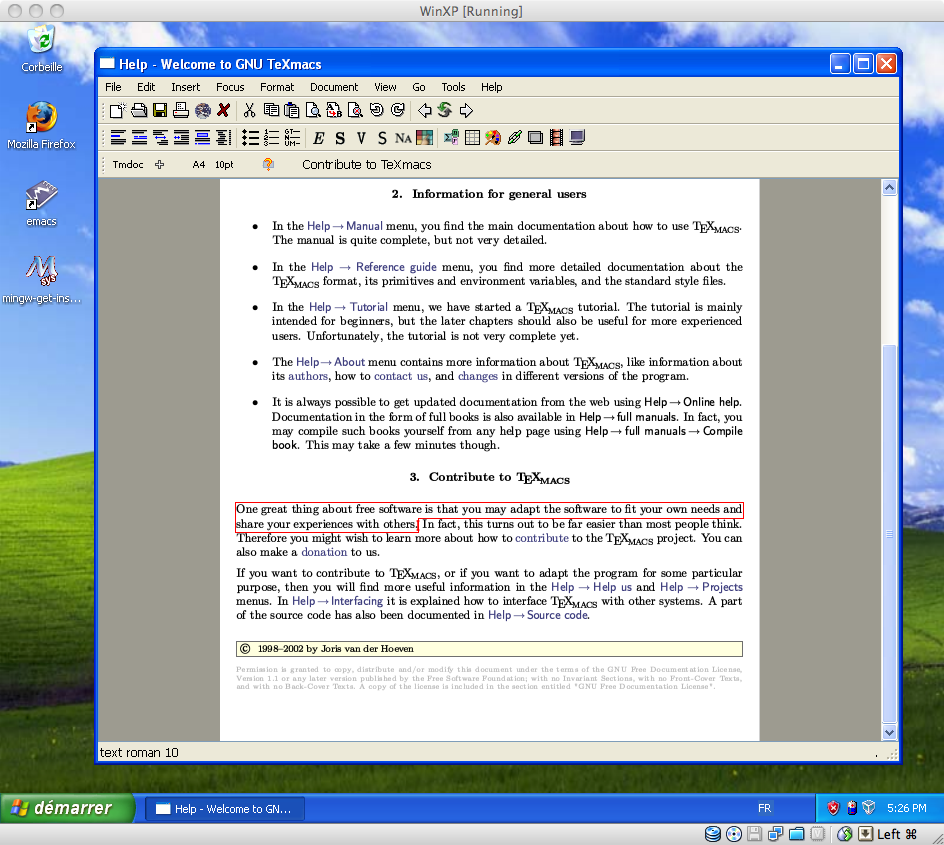 WinXP [Running]
Corbeille
Mozilla Firefox
emacs
mingw-get-ins...
Help - Welcome to GNU TeXmacs
File Edit Insert Focus Format Document View Go Tools Help
E S V S NA
Tmdoc A4 10pt Contribute to TeXmacs
2. Information for general users
• In the Help → Manual menu, you find the main documentation about how to use TEXMACS.
The manual is quite complete, but not very detailed.
• In the Help → Reference guide menu, you find more detailed documentation about the
TEXMACS format, its primitives and environment variables, and the standard style files.
• In the Help → Tutorial menu, we have started a TEXMACS tutorial. The tutorial is mainly
intended for beginners, but the later chapters should also be useful for more experienced
users. Unfortunately, the tutorial is not very complete yet.
• The Help → About menu contains more information about TEXMACS, like information about
its authors, how to contact us, and changes in different versions of the program.
• It is always possible to get updated documentation from the web using Help → Online help.
Documentation in the form of full books is also available in Help → full manuals. In fact, you
may compile such books yourself from any help page using Help → full manuals → Compile
book. This may take a few minutes though.
3. Contribute to TEXMACS
One great thing about free software is that you may adapt the software to fit your own needs and
share your experiences with others. In fact, this turns out to be far easier than most people think.
Therefore you might wish to learn more about how to contribute to the TEXMACS project. You can
also make a donation to us.
If you want to contribute to TEXMACS, or if you want to adapt the program for some particular
purpose, then you will find more useful information in the Help → Help us and Help → Projects
menus. In Help → Interfacing it is explained how to interface TEXMACS with other systems. A part
of the source code has also been documented in Help → Source code.
© 1998–2002 by Joris van der Hoeven
Permission is granted to copy, distribute and/or modify this document under the terms of the GNU Free Documentation License,
Version 1.1 or any later version published by the Free Software Foundation; with no Invariant Sections, with no Front-Cover Texts,
and with no Back-Cover Texts. A copy of the license is included in the section entitled "GNU Free Documentation License".
text roman 10 .
démarrer Help - Welcome to GN... FR 5:26 PM
Left ⌘